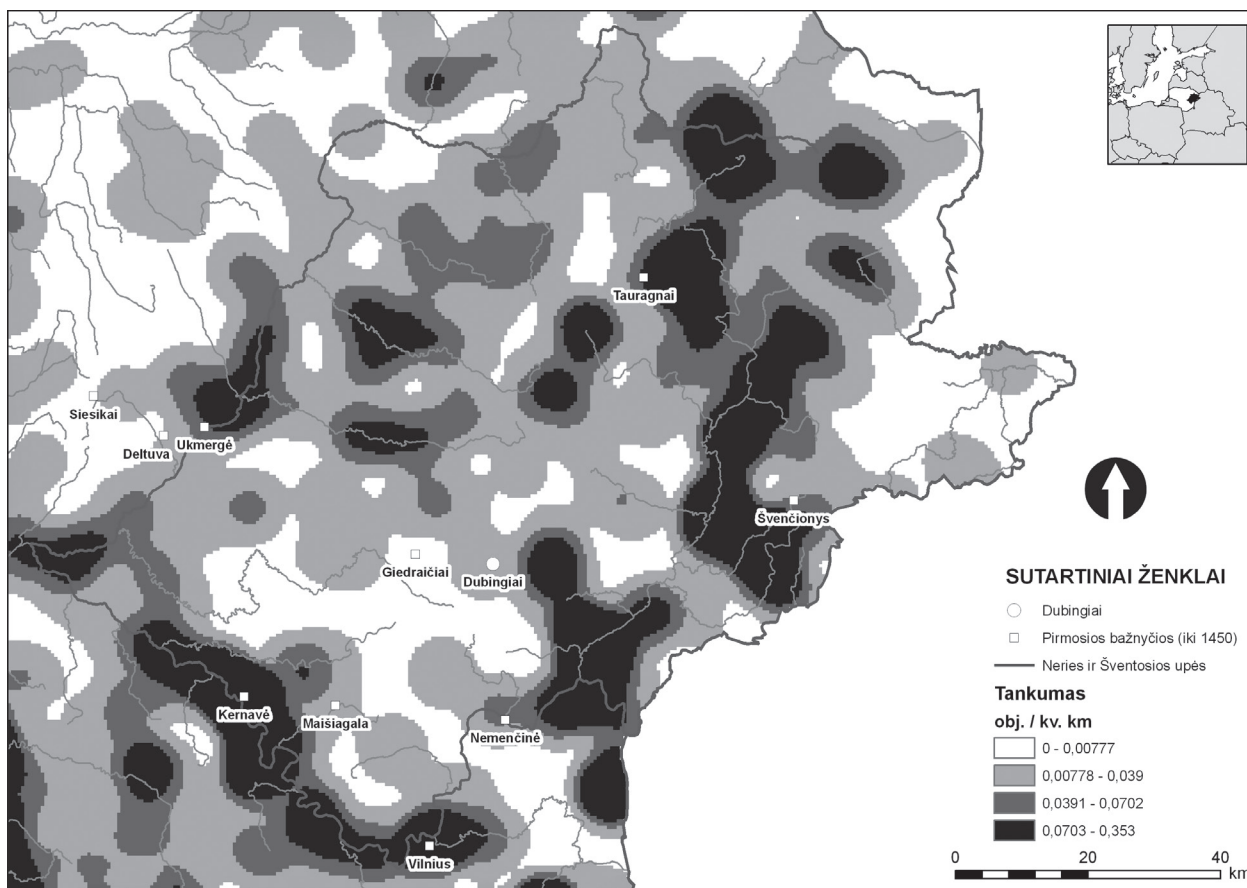 Tauragnai
Siesikai
Deltuva
Ukmergė
Švenčionys
Giedraičiai
Dubingiai
Kernavė
Maišiagala
Nemenčinė
Vilnius
SUTARTINIAI ŽENKLAI
Dubingiai
Pirmosios bažnyčios (iki 1450)
Neries ir Šventosios upės
Tankumas
obj. / kv. km
0 - 0,00777
0,00778 - 0,039
0,0391 - 0,0702
0,0703 - 0,353
0 20 40
km